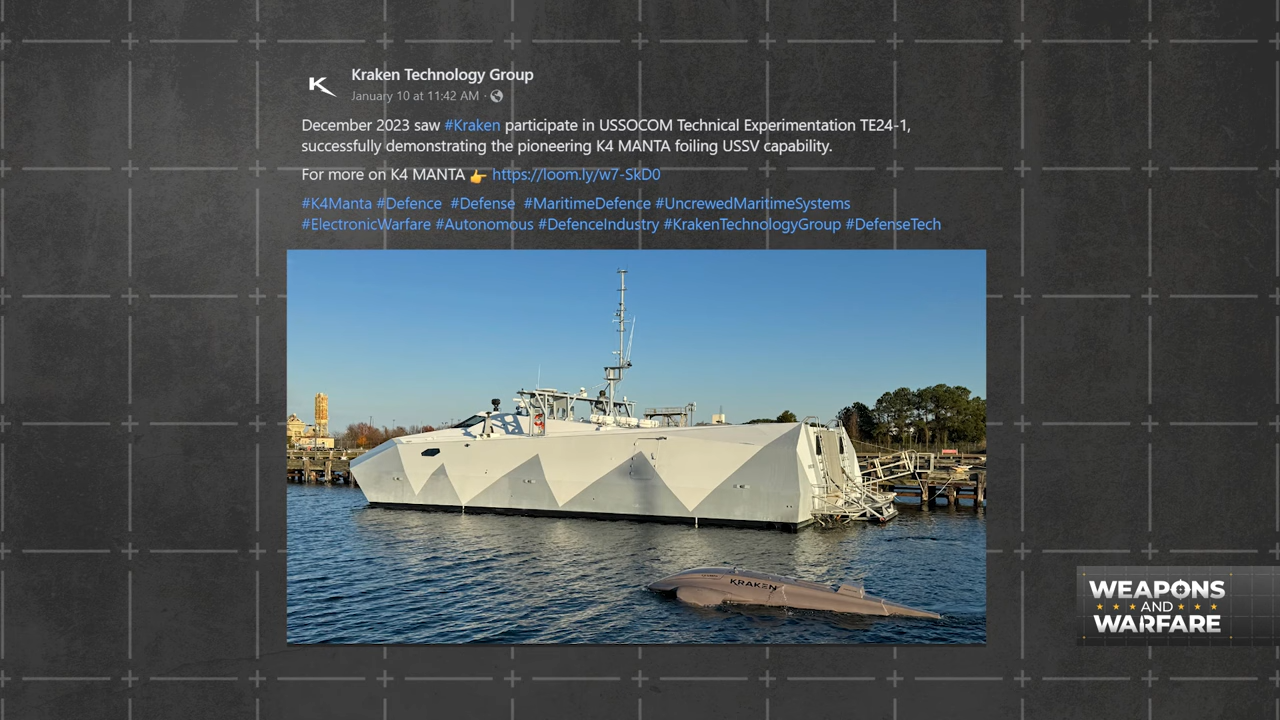 Kraken Technology Group
January 10 at 11:42 AM ·
December 2023 saw #Kraken participate in USSOCOM Technical Experimentation TE24-1,
successfully demonstrating the pioneering K4 MANTA foiling USSV capability.
For more on K4 MANTA 👉 https://loom.ly/w7-SkD0
#K4Manta #Defence #Defense #MaritimeDefence #UncrewedMaritimeSystems
#ElectronicWarfare #Autonomous #DefenceIndustry #KrakenTechnologyGroup #DefenseTech
KRAKEN
WEAPONS
AND
WARFARE